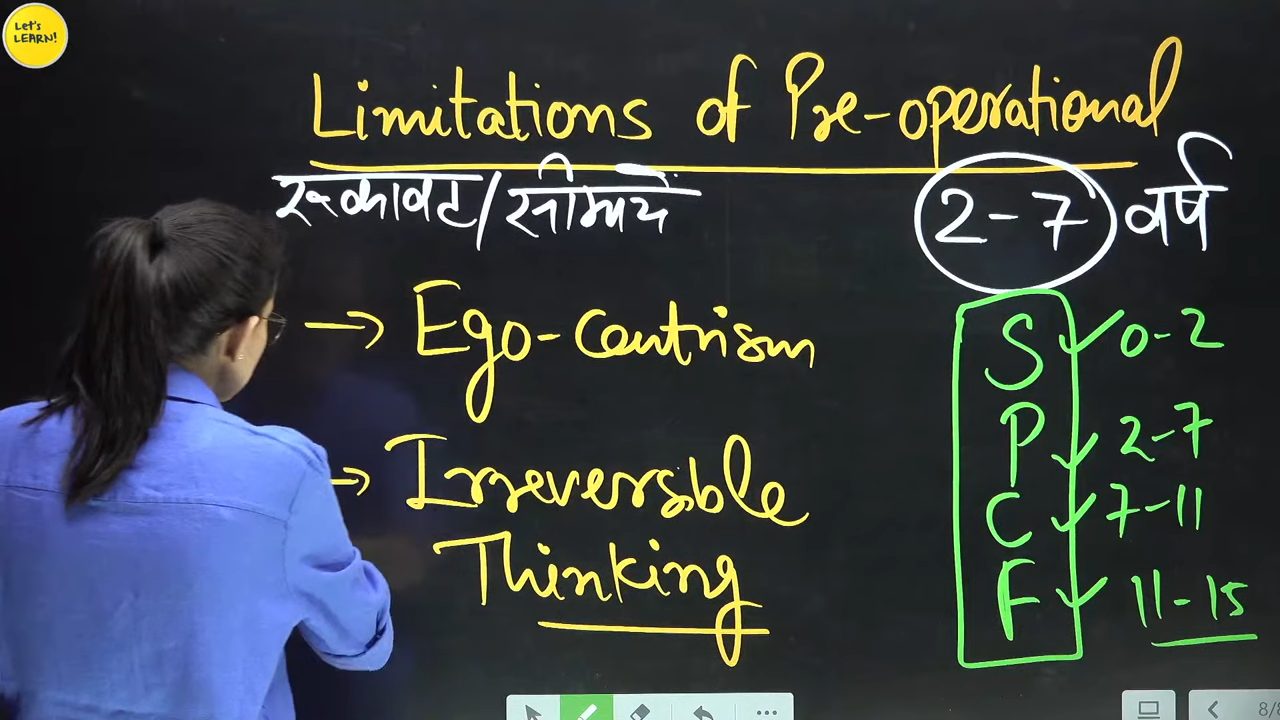 Let's
LEARN!
Limitations of Pre-operational
रुकावट/सीमायें
2-7 वर्ष
→ Ego-Centrism
→ Irreversible
Thinking
S ✓ 0-2
P ✓ 2-7
C ✓ 7-11
F ✓ 11-15
8/8